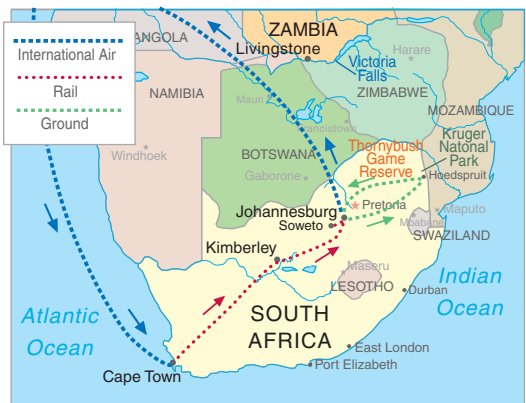 International Air
Rail
Ground
ANGOLA
ZAMBIA
Livingstone
Victoria
Falls
Harare
ZIMBABWE
NAMIBIA
Maun
Francistown
MOZAMBIQUE
Kruger
National
Park
Thornybush
Game
Reserve
Hoedspruit
Windhoek
BOTSWANA
Gaborone
Pretoria
Johannesburg
Soweto
Maputo
Mbabane
SWAZILAND
Kimberley
Maseru
LESOTHO
Indian
Ocean
Durban
Atlantic
Ocean
SOUTH
AFRICA
East London
Port Elizabeth
Cape Town